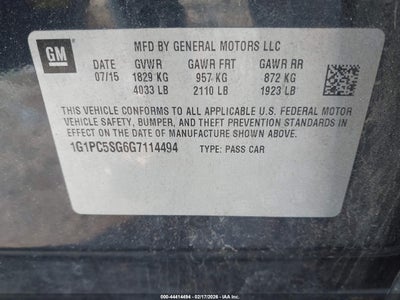 GM
MFD BY GENERAL MOTORS LLC
DATE GVWR GAWR FRT GAWR RR
07/15 1829 KG 957 KG 872 KG
4033 LB 2110 LB 1923 LB
THIS VEHICLE CONFORMS TO ALL APPLICABLE U.S. FEDERAL MOTOR
VEHICLE SAFETY, BUMPER, AND THEFT PREVENTION STANDARDS
IN EFFECT ON THE DATE OF MANUFACTURE SHOWN ABOVE.
1G1PC5SG6G7114494 TYPE: PASS CAR
000-44414494 - 02/17/2026 - IAA, Inc.